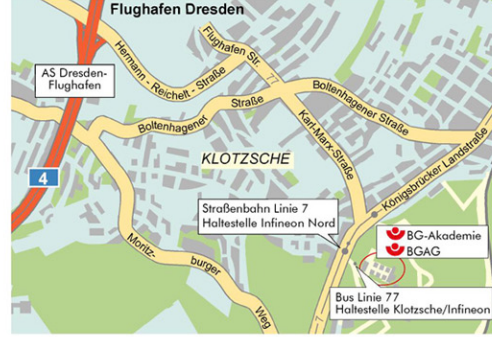 Flughafen Dresden
Hermann - Reichelt - Straße
Flughafen Str.
77
AS Dresden-
Flughafen
Boltenhagener Straße
Boltenhagener Straße
Karl-Marx-Straße
4
KLOTZSCHE
Königsbrücker Landstraße
Straßenbahn Linie 7
Haltestelle Infineon Nord
BG-Akademie
BGAG
Moritz-
burger
Weg
Bus Linie 77
Haltestelle Klotzsche/Infineon
7